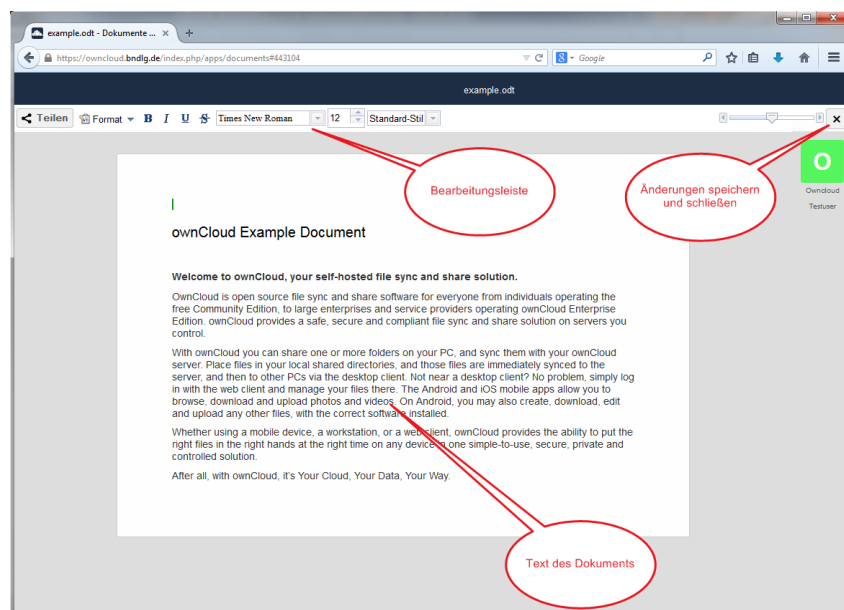 example.odt - Dokumente ...
https://owncloud.bndlg.de/index.php/apps/documents#443104
Google
example.odt
Teilen
Format
B I U S
Times New Roman
12
Standard-Stil
Bearbeitungsleiste
Änderungen speichern
und schließen
O
Owncloud
Testuser
ownCloud Example Document
Welcome to ownCloud, your self-hosted file sync and share solution.
OwnCloud is open source file sync and share software for everyone from individuals operating the
free Community Edition, to large enterprises and service providers operating ownCloud Enterprise
Edition. ownCloud provides a safe, secure and compliant file sync and share solution on servers you
control.
With ownCloud you can share one or more folders on your PC, and sync them with your ownCloud
server. Place files in your local shared directories, and those files are immediately synced to the
server, and then to other PCs via the desktop client. Not near a desktop client? No problem, simply log
in with the web client and manage your files there. The Android and iOS mobile apps allow you to
browse, download and upload photos and videos. On Android, you may also create, download, edit
and upload any other files, with the correct software installed.
Whether using a mobile device, a workstation, or a web client, ownCloud provides the ability to put the
right files in the right hands at the right time on any device in one simple-to-use, secure, private and
controlled solution.
After all, with ownCloud, it's Your Cloud, Your Data, Your Way.
Text des Dokuments